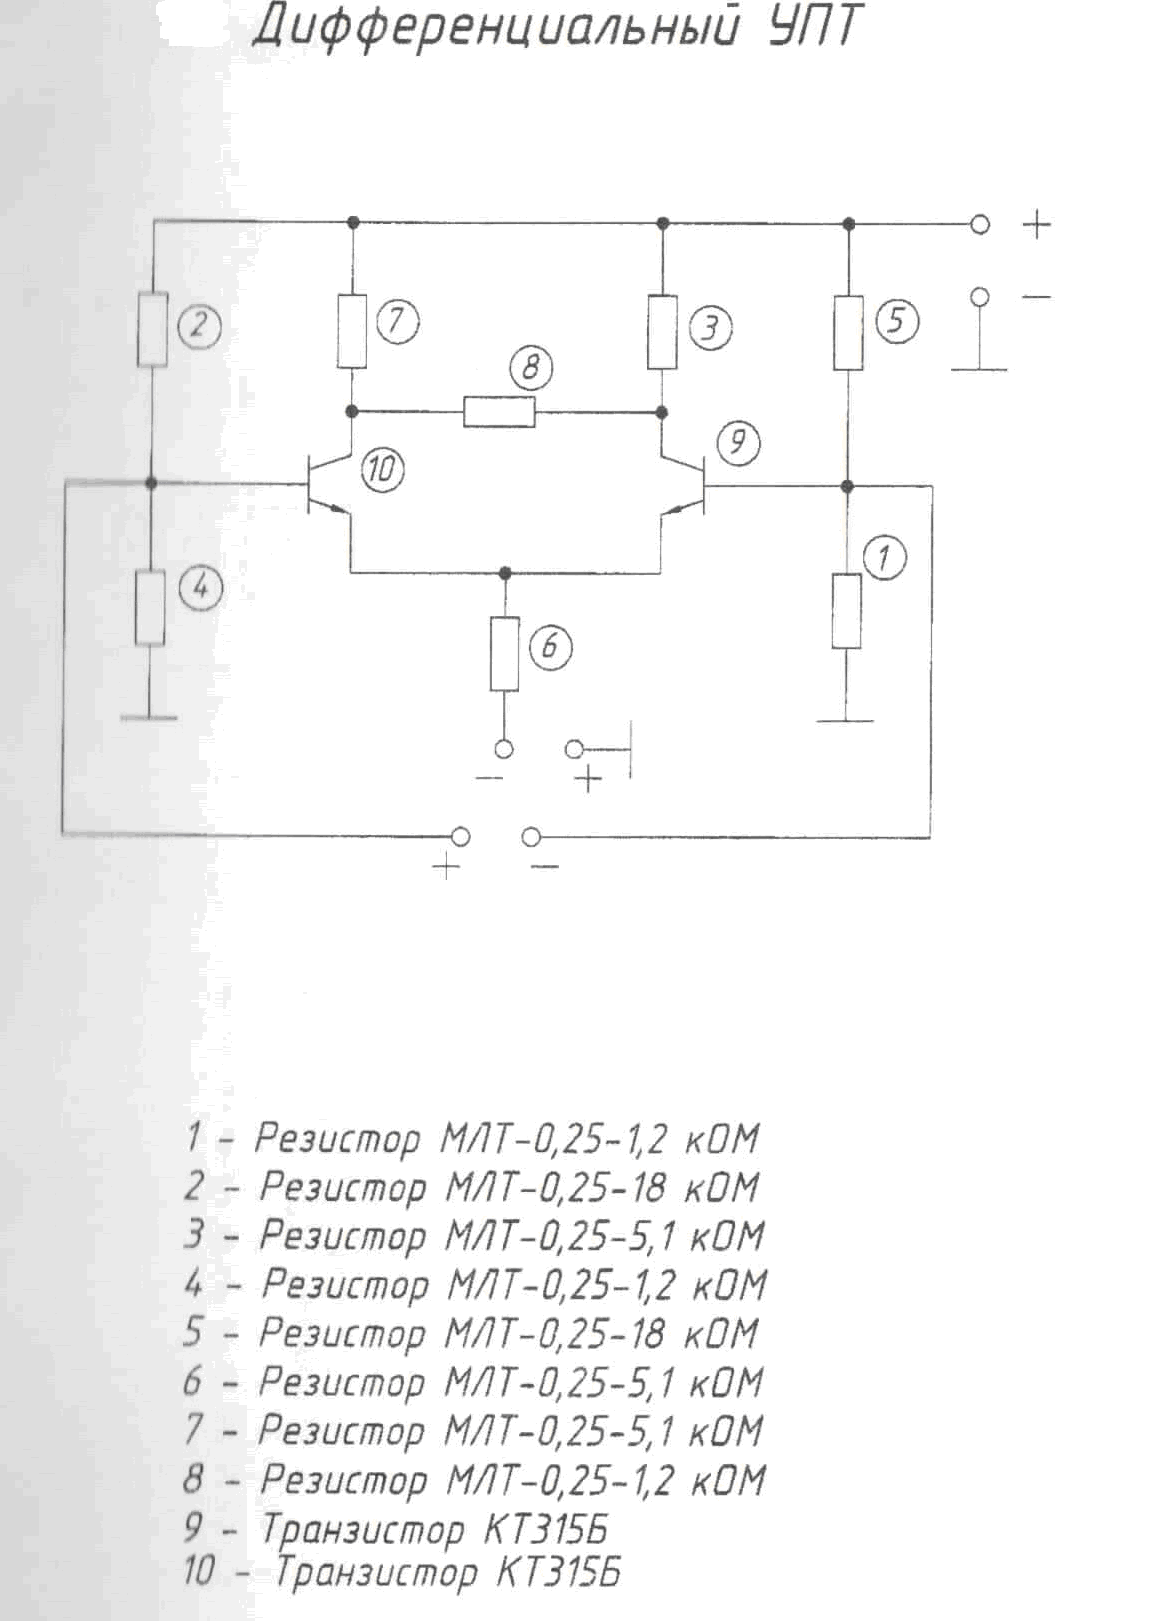 Дифференциальный УПТ
+
2
7
3
5
−
8
9
10
1
4
6
−
+
+
−
1 - Резистор МЛТ-0,25-1,2 кОМ
2 - Резистор МЛТ-0,25-18 кОМ
3 - Резистор МЛТ-0,25-5,1 кОМ
4 - Резистор МЛТ-0,25-1,2 кОМ
5 - Резистор МЛТ-0,25-18 кОМ
6 - Резистор МЛТ-0,25-5,1 кОМ
7 - Резистор МЛТ-0,25-5,1 кОМ
8 - Резистор МЛТ-0,25-1,2 кОМ
9 - Транзистор КТ315Б
10 - Транзистор КТ315Б